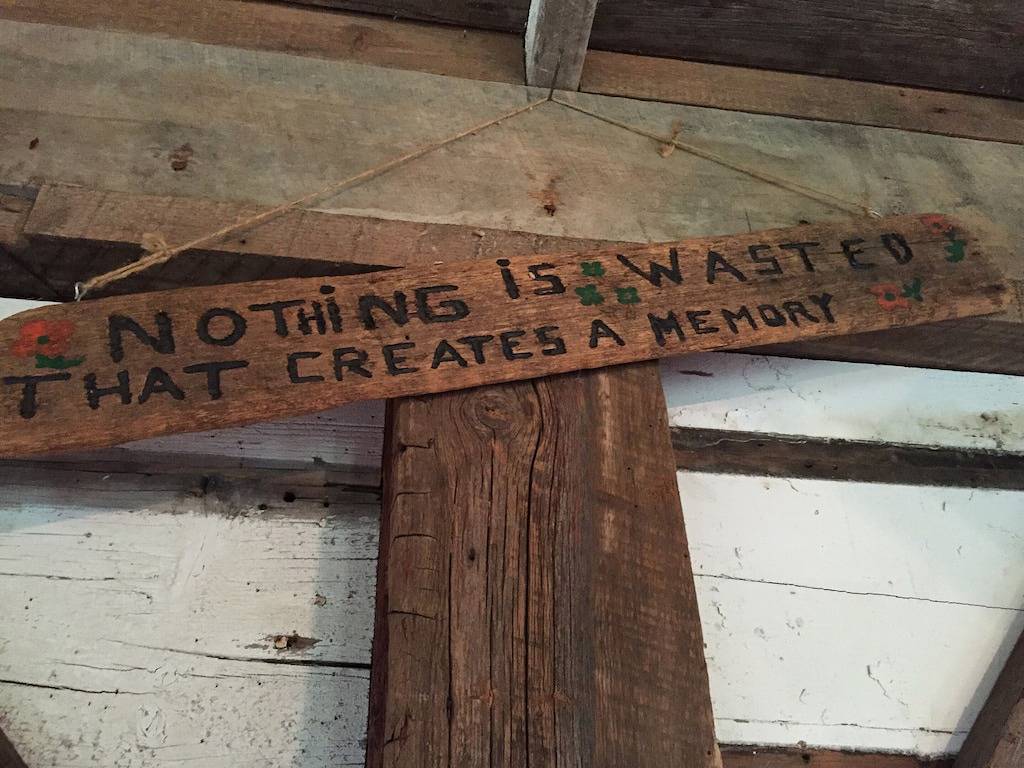 NOTHiNG iS WASTED
THAT CREATES A MEMORY